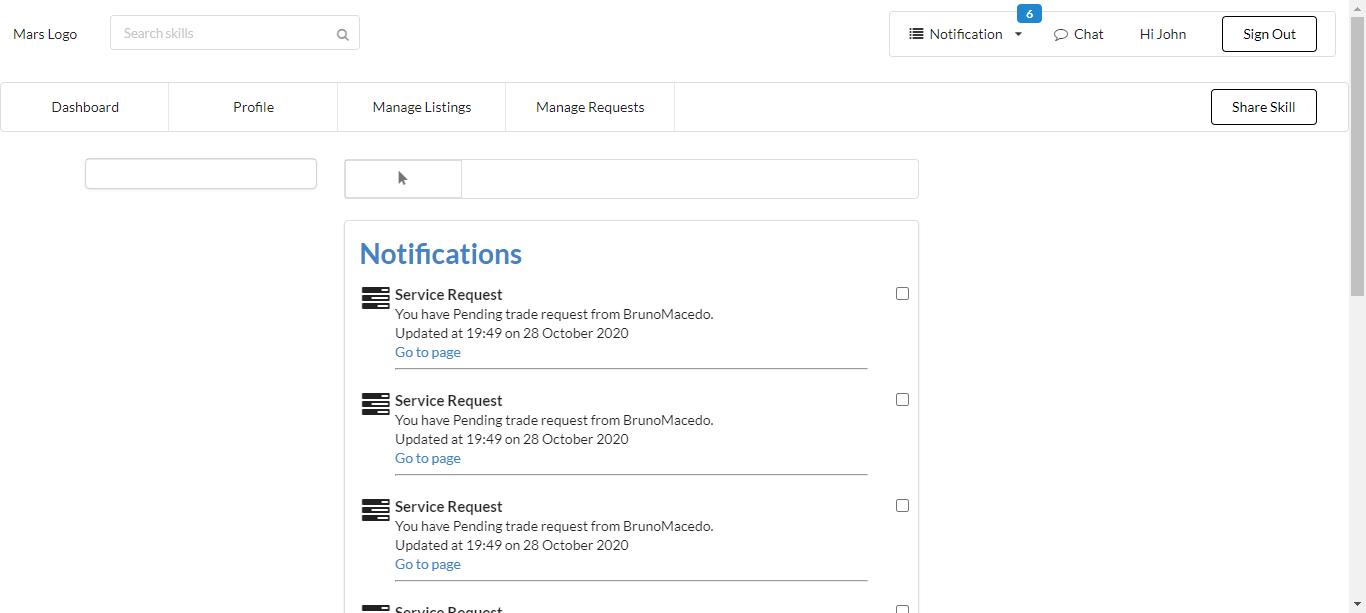 Mars Logo
Search skills
6
Notification
Chat
Hi John
Sign Out
Dashboard
Profile
Manage Listings
Manage Requests
Share Skill
Notifications
Service Request
You have Pending trade request from BrunoMacedo.
Updated at 19:49 on 28 October 2020
Go to page
Service Request
You have Pending trade request from BrunoMacedo.
Updated at 19:49 on 28 October 2020
Go to page
Service Request
You have Pending trade request from BrunoMacedo.
Updated at 19:49 on 28 October 2020
Go to page
Service Request